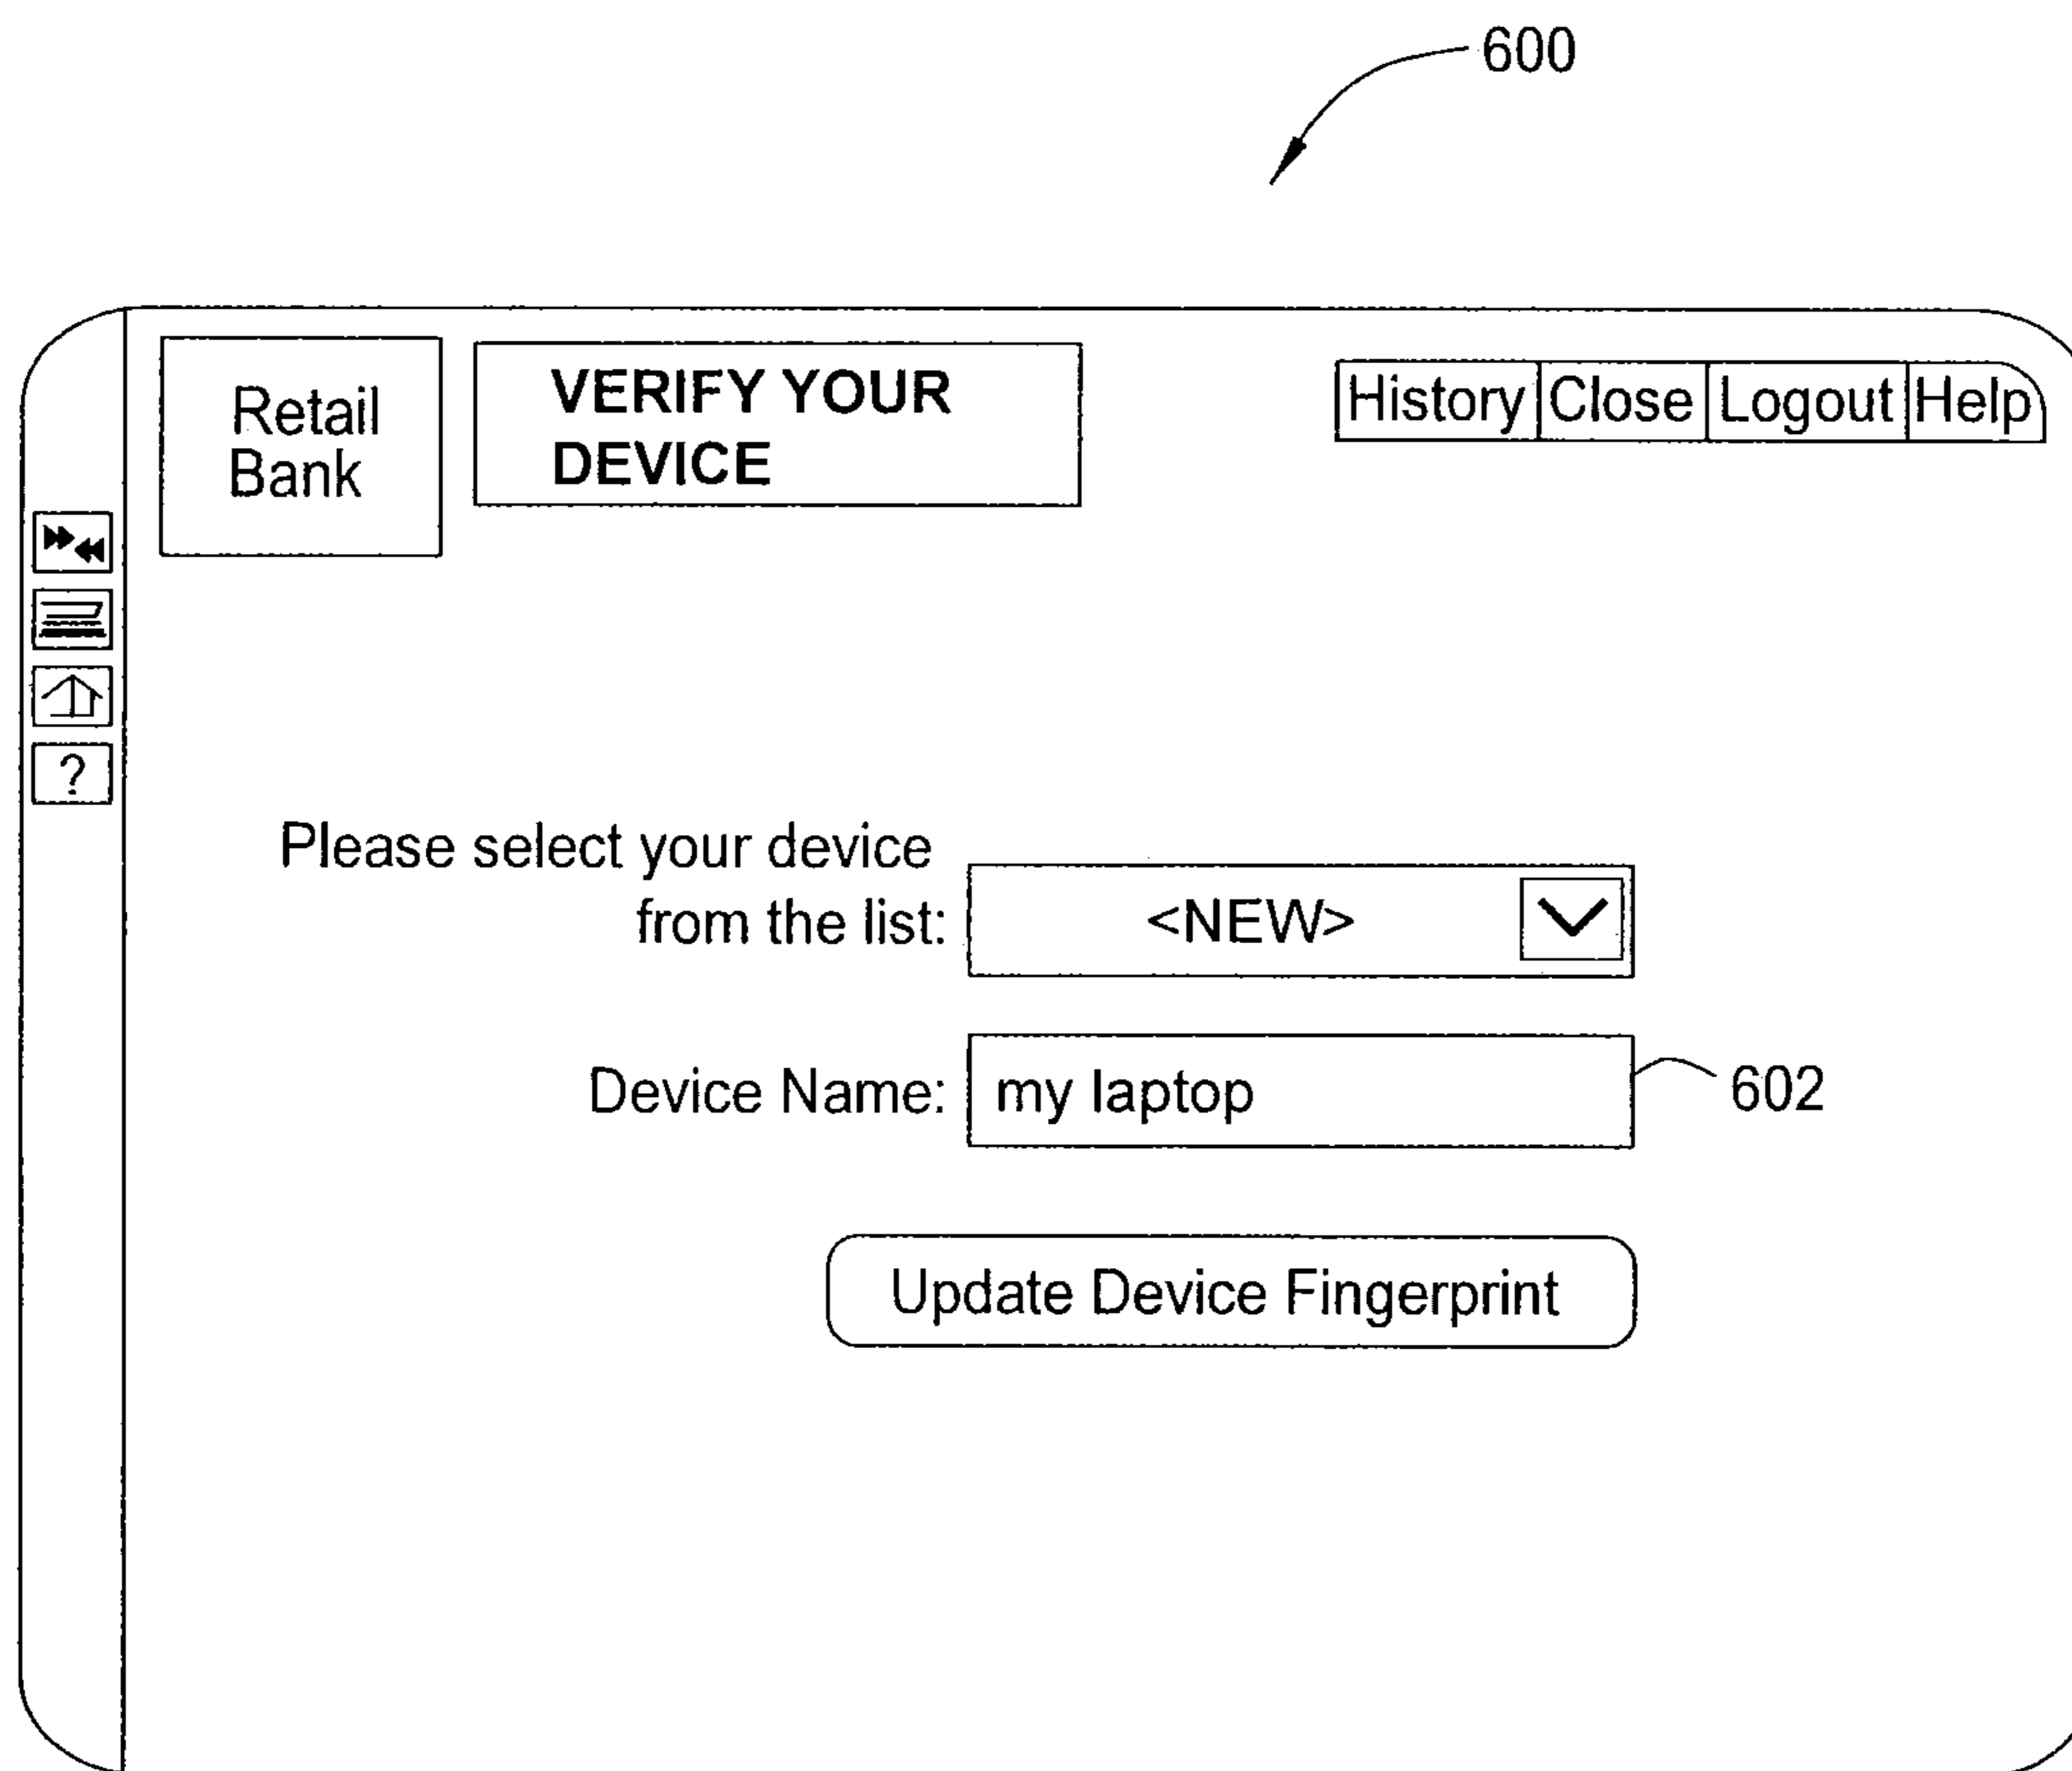 600
Retail
Bank
VERIFY YOUR
DEVICE
History Close Logout Help
?
Please select your device
from the list:
<NEW>
Device Name: my laptop
602
Update Device Fingerprint